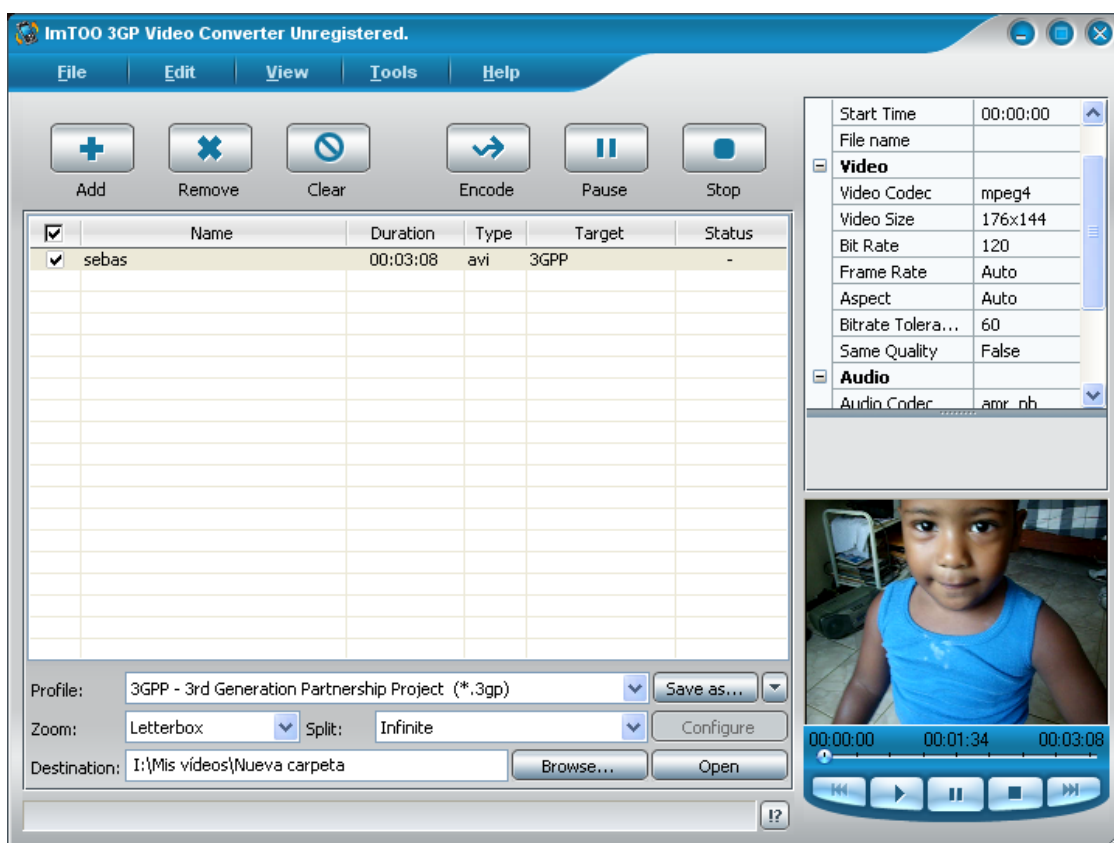 ImTOO 3GP Video Converter Unregistered.
File Edit View Tools Help
Add Remove Clear Encode Pause Stop
Name Duration Type Target Status
sebas 00:03:08 avi 3GPP -
Profile: 3GPP - 3rd Generation Partnership Project (*.3gp) Save as...
Zoom: Letterbox Split: Infinite Configure
Destination: I:\Mis vídeos\Nueva carpeta Browse... Open
!?
Start Time 00:00:00
File name
Video
Video Codec mpeg4
Video Size 176x144
Bit Rate 120
Frame Rate Auto
Aspect Auto
Bitrate Tolera... 60
Same Quality False
Audio
Audio Codec amr_nb
00:00:00 00:01:34 00:03:08